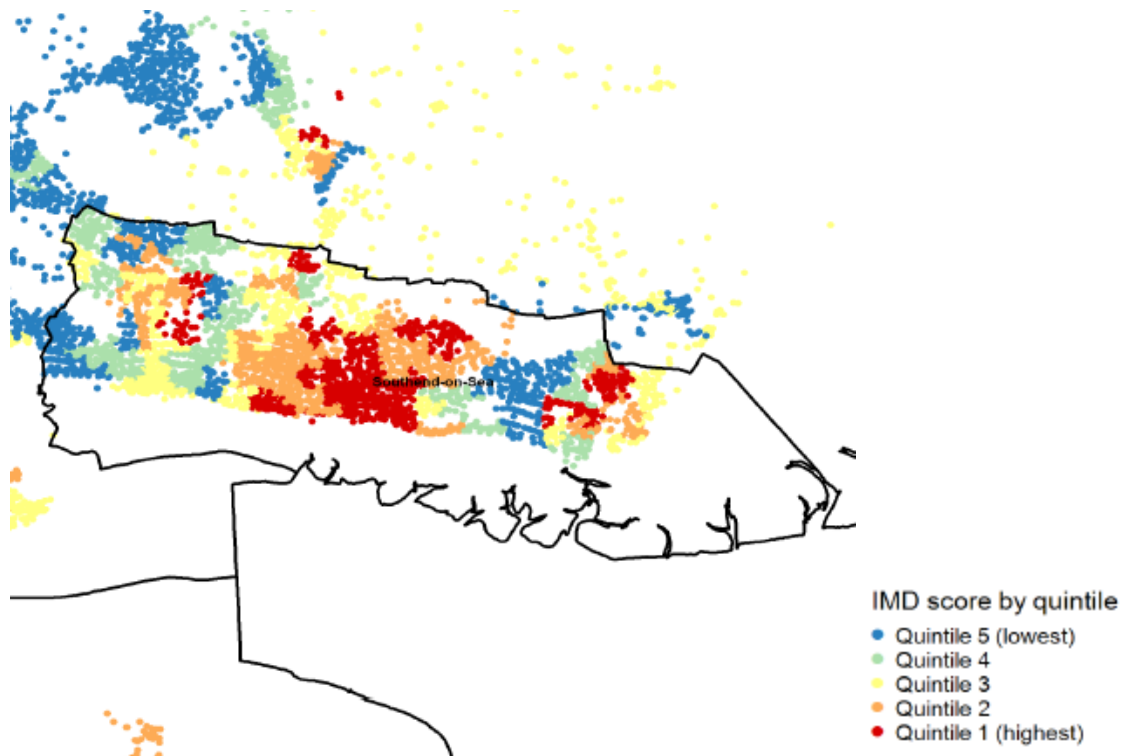 Southend-on-Sea
IMD score by quintile
Quintile 5 (lowest)
Quintile 4
Quintile 3
Quintile 2
Quintile 1 (highest)